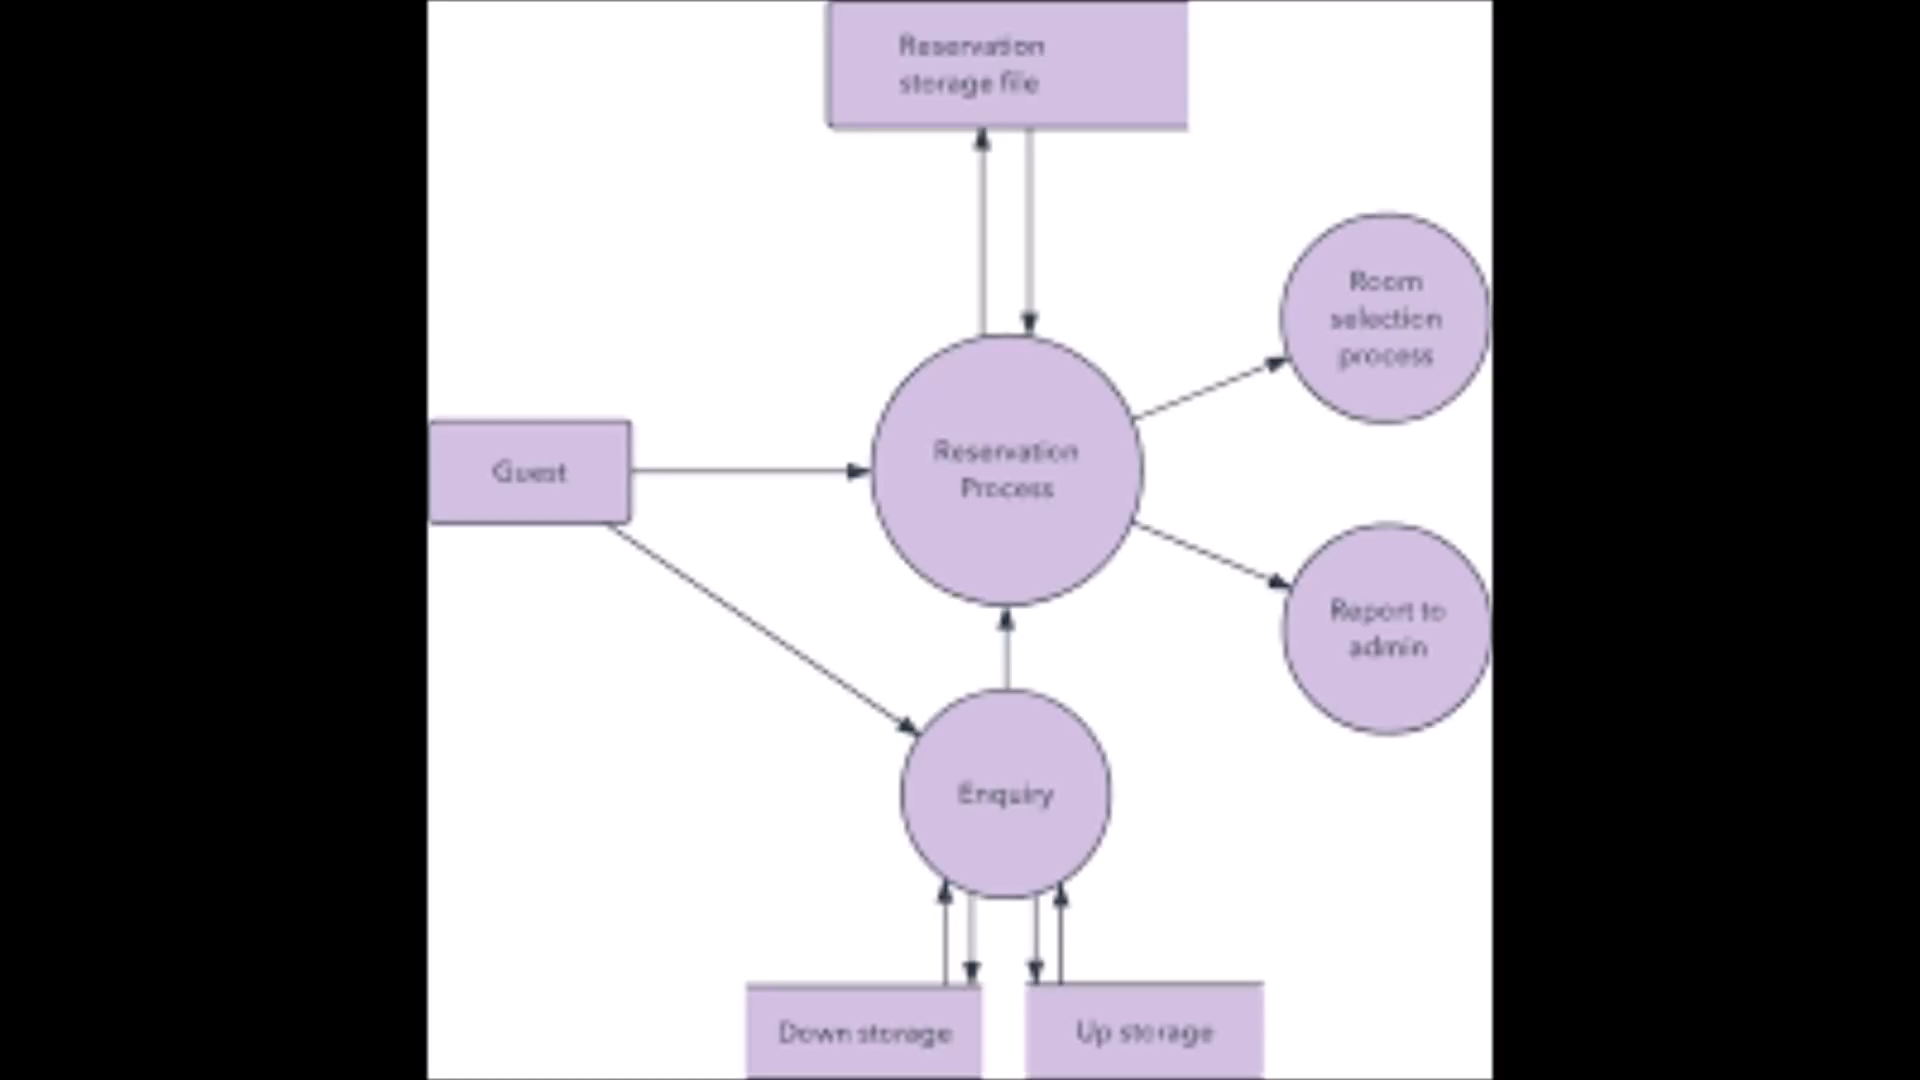 Reservation
storage file
Room
selection
process
Guest
Reservation
Process
Report to
admin
Enquiry
Down storage
Up storage